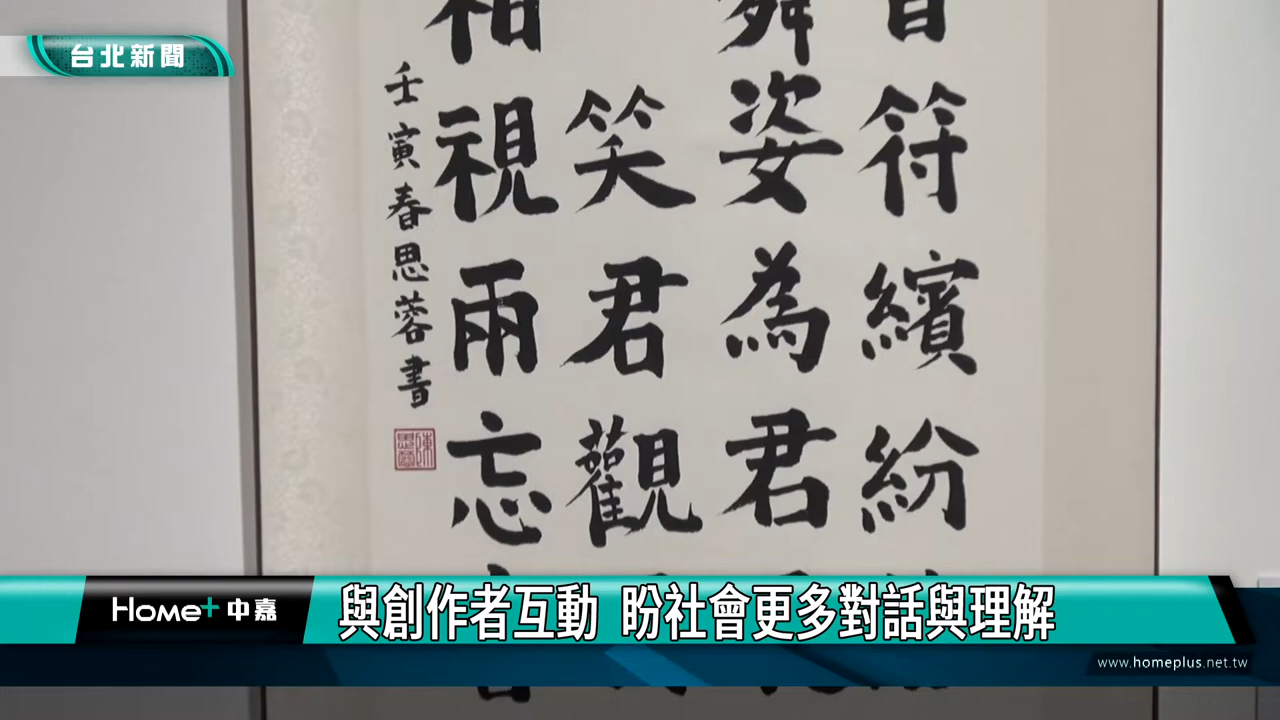 台北新聞
音符繽紛
舞姿為君
笑君觀
相視兩忘言
壬寅春思蓉書
Home+中嘉
與創作者互動 盼社會更多對話與理解
www.homeplus.net.tw